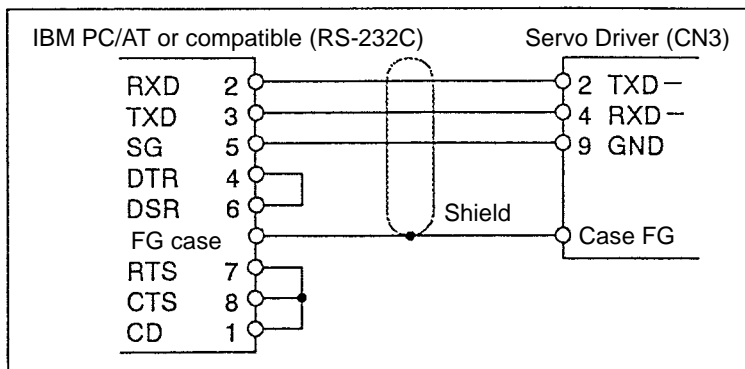 IBM PC/AT or compatible (RS-232C) Servo Driver (CN3)
RXD 2 2 TXD−
TXD 3 4 RXD−
SG 5 9 GND
DTR 4
DSR 6
Shield
FG case Case FG
RTS 7
CTS 8
CD 1